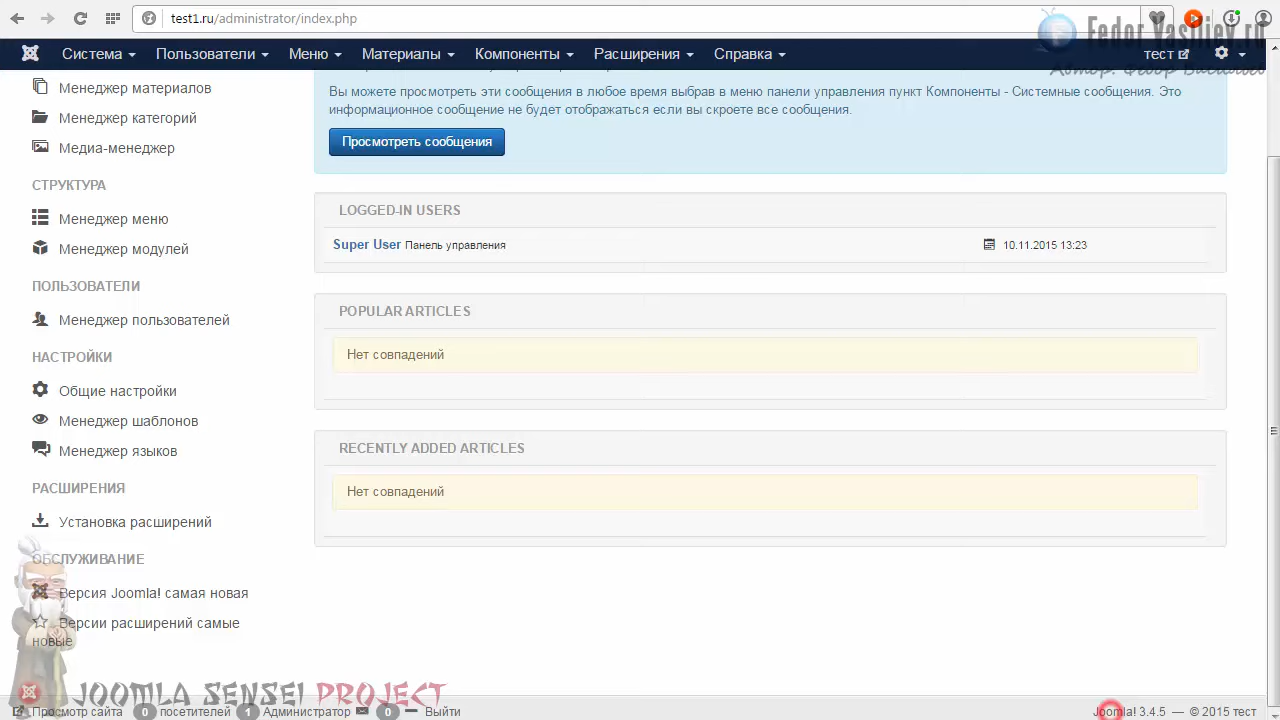 test1.ru/administrator/index.php
Fedor Vasiliev.ru
Система Пользователи Меню Материалы Компоненты Расширения Справка тест
Автор: Федор Васильев
Менеджер материалов
Менеджер категорий
Медиа-менеджер
СТРУКТУРА
Менеджер меню
Менеджер модулей
ПОЛЬЗОВАТЕЛИ
Менеджер пользователей
НАСТРОЙКИ
Общие настройки
Менеджер шаблонов
Менеджер языков
РАСШИРЕНИЯ
Установка расширений
ОБСЛУЖИВАНИЕ
Версия Joomla! самая новая
Версии расширений самые
новые
Вы можете просмотреть эти сообщения в любое время выбрав в меню панели управления пункт Компоненты - Системные сообщения. Это
информационное сообщение не будет отображаться если вы скроете все сообщения.
Просмотреть сообщения
LOGGED-IN USERS
Super User Панель управления 10.11.2015 13:23
POPULAR ARTICLES
Нет совпадений
RECENTLY ADDED ARTICLES
Нет совпадений
JOOMLA SENSEI PROJECT
Просмотр сайта 0 посетителей 1 Администратор 0 Выйти
Joomla! 3.4.5 — © 2015 тест